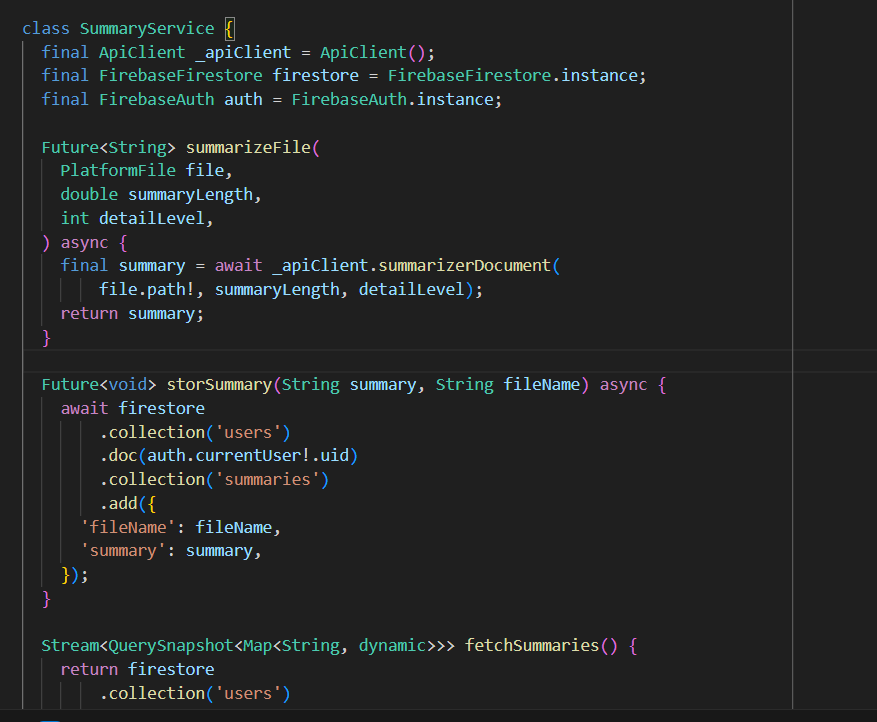 class SummaryService {
final ApiClient _apiClient = ApiClient();
final FirebaseFirestore firestore = FirebaseFirestore.instance;
final FirebaseAuth auth = FirebaseAuth.instance;
Future<String> summarizeFile(
PlatformFile file,
double summaryLength,
int detailLevel,
) async {
final summary = await _apiClient.summarizerDocument(
file.path!, summaryLength, detailLevel);
return summary;
}
Future<void> storSummary(String summary, String fileName) async {
await firestore
.collection('users')
.doc(auth.currentUser!.uid)
.collection('summaries')
.add({
'fileName': fileName,
'summary': summary,
});
}
Stream<QuerySnapshot<Map<String, dynamic>>> fetchSummaries() {
return firestore
.collection('users')